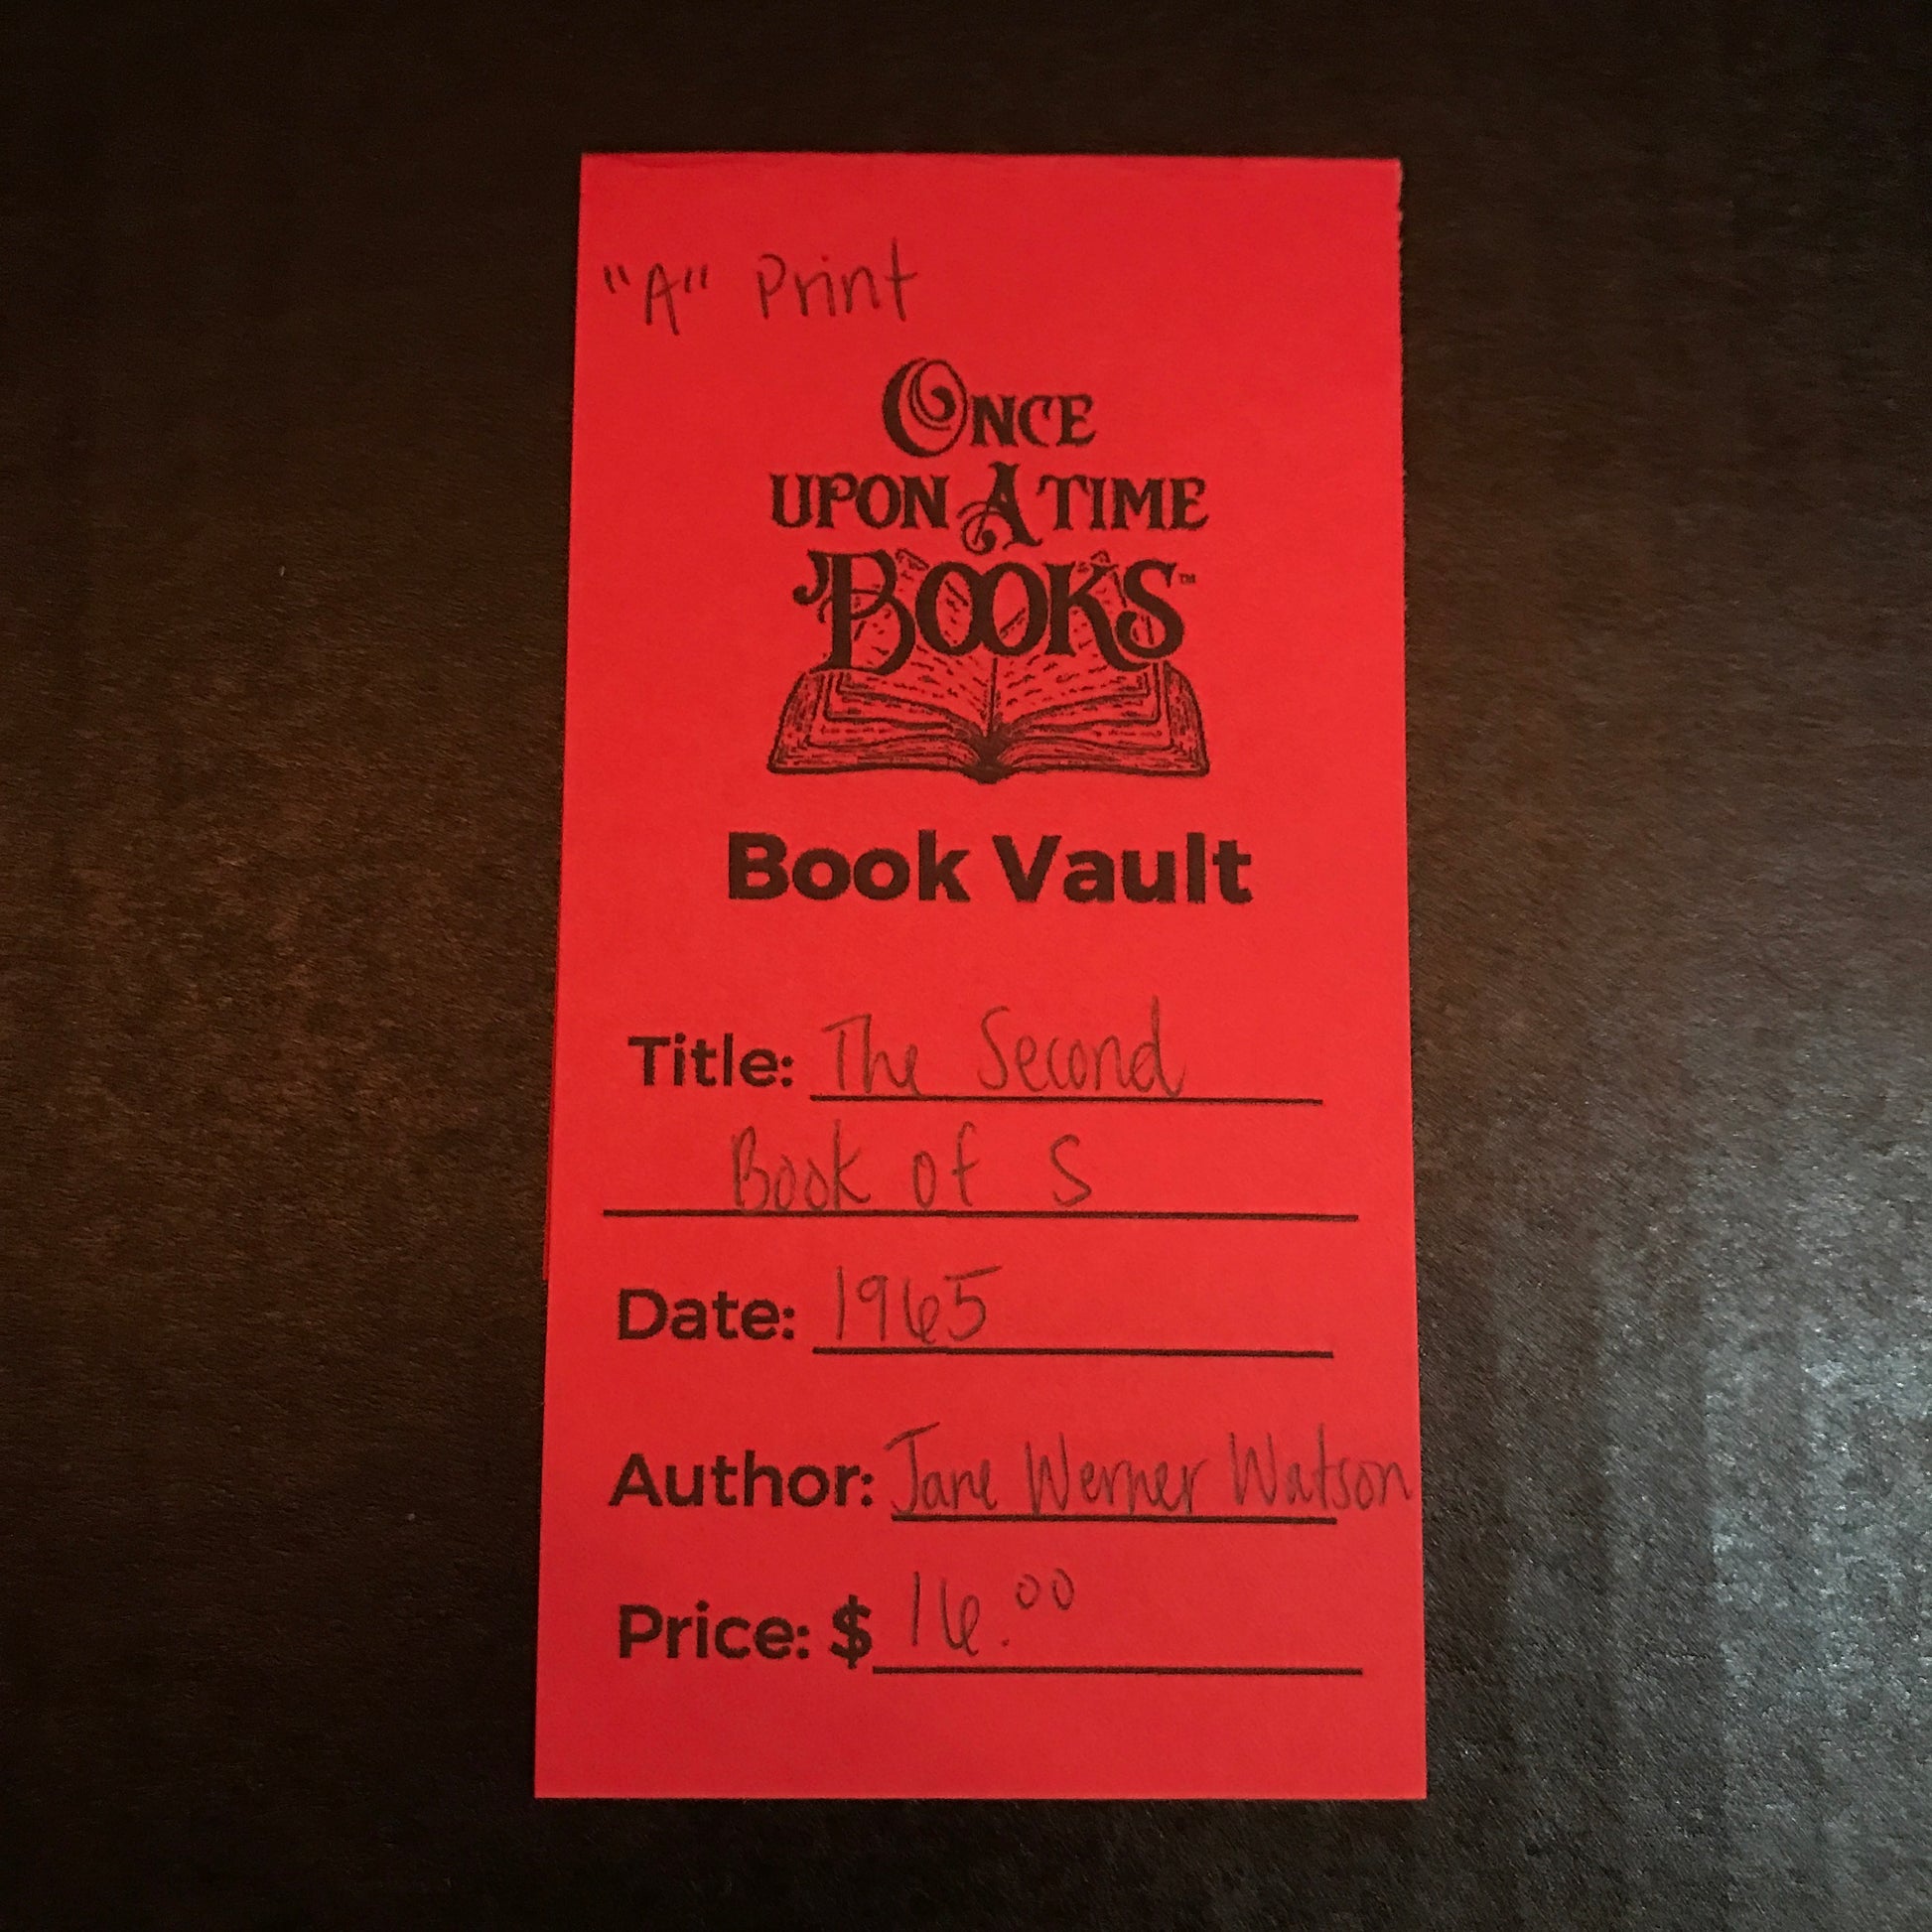 "A" Print
ONCE
UPON A TIME
BOOKS™
Book Vault
Title: The Second
Book of S
Date: 1965
Author: Jane Werner Watson
Price: $ 16.00